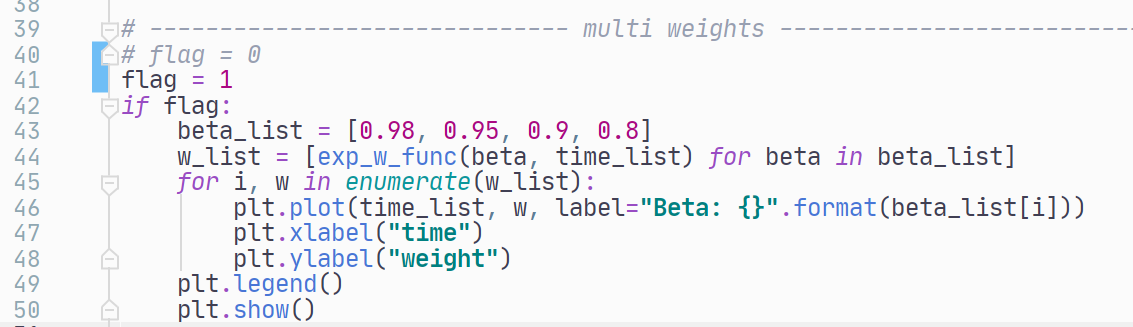 38
39 # ------------------------------ multi weights ---------------------------
40 # flag = 0
41 flag = 1
42 if flag:
43     beta_list = [0.98, 0.95, 0.9, 0.8]
44     w_list = [exp_w_func(beta, time_list) for beta in beta_list]
45     for i, w in enumerate(w_list):
46         plt.plot(time_list, w, label="Beta: {}".format(beta_list[i]))
47         plt.xlabel("time")
48         plt.ylabel("weight")
49     plt.legend()
50     plt.show()